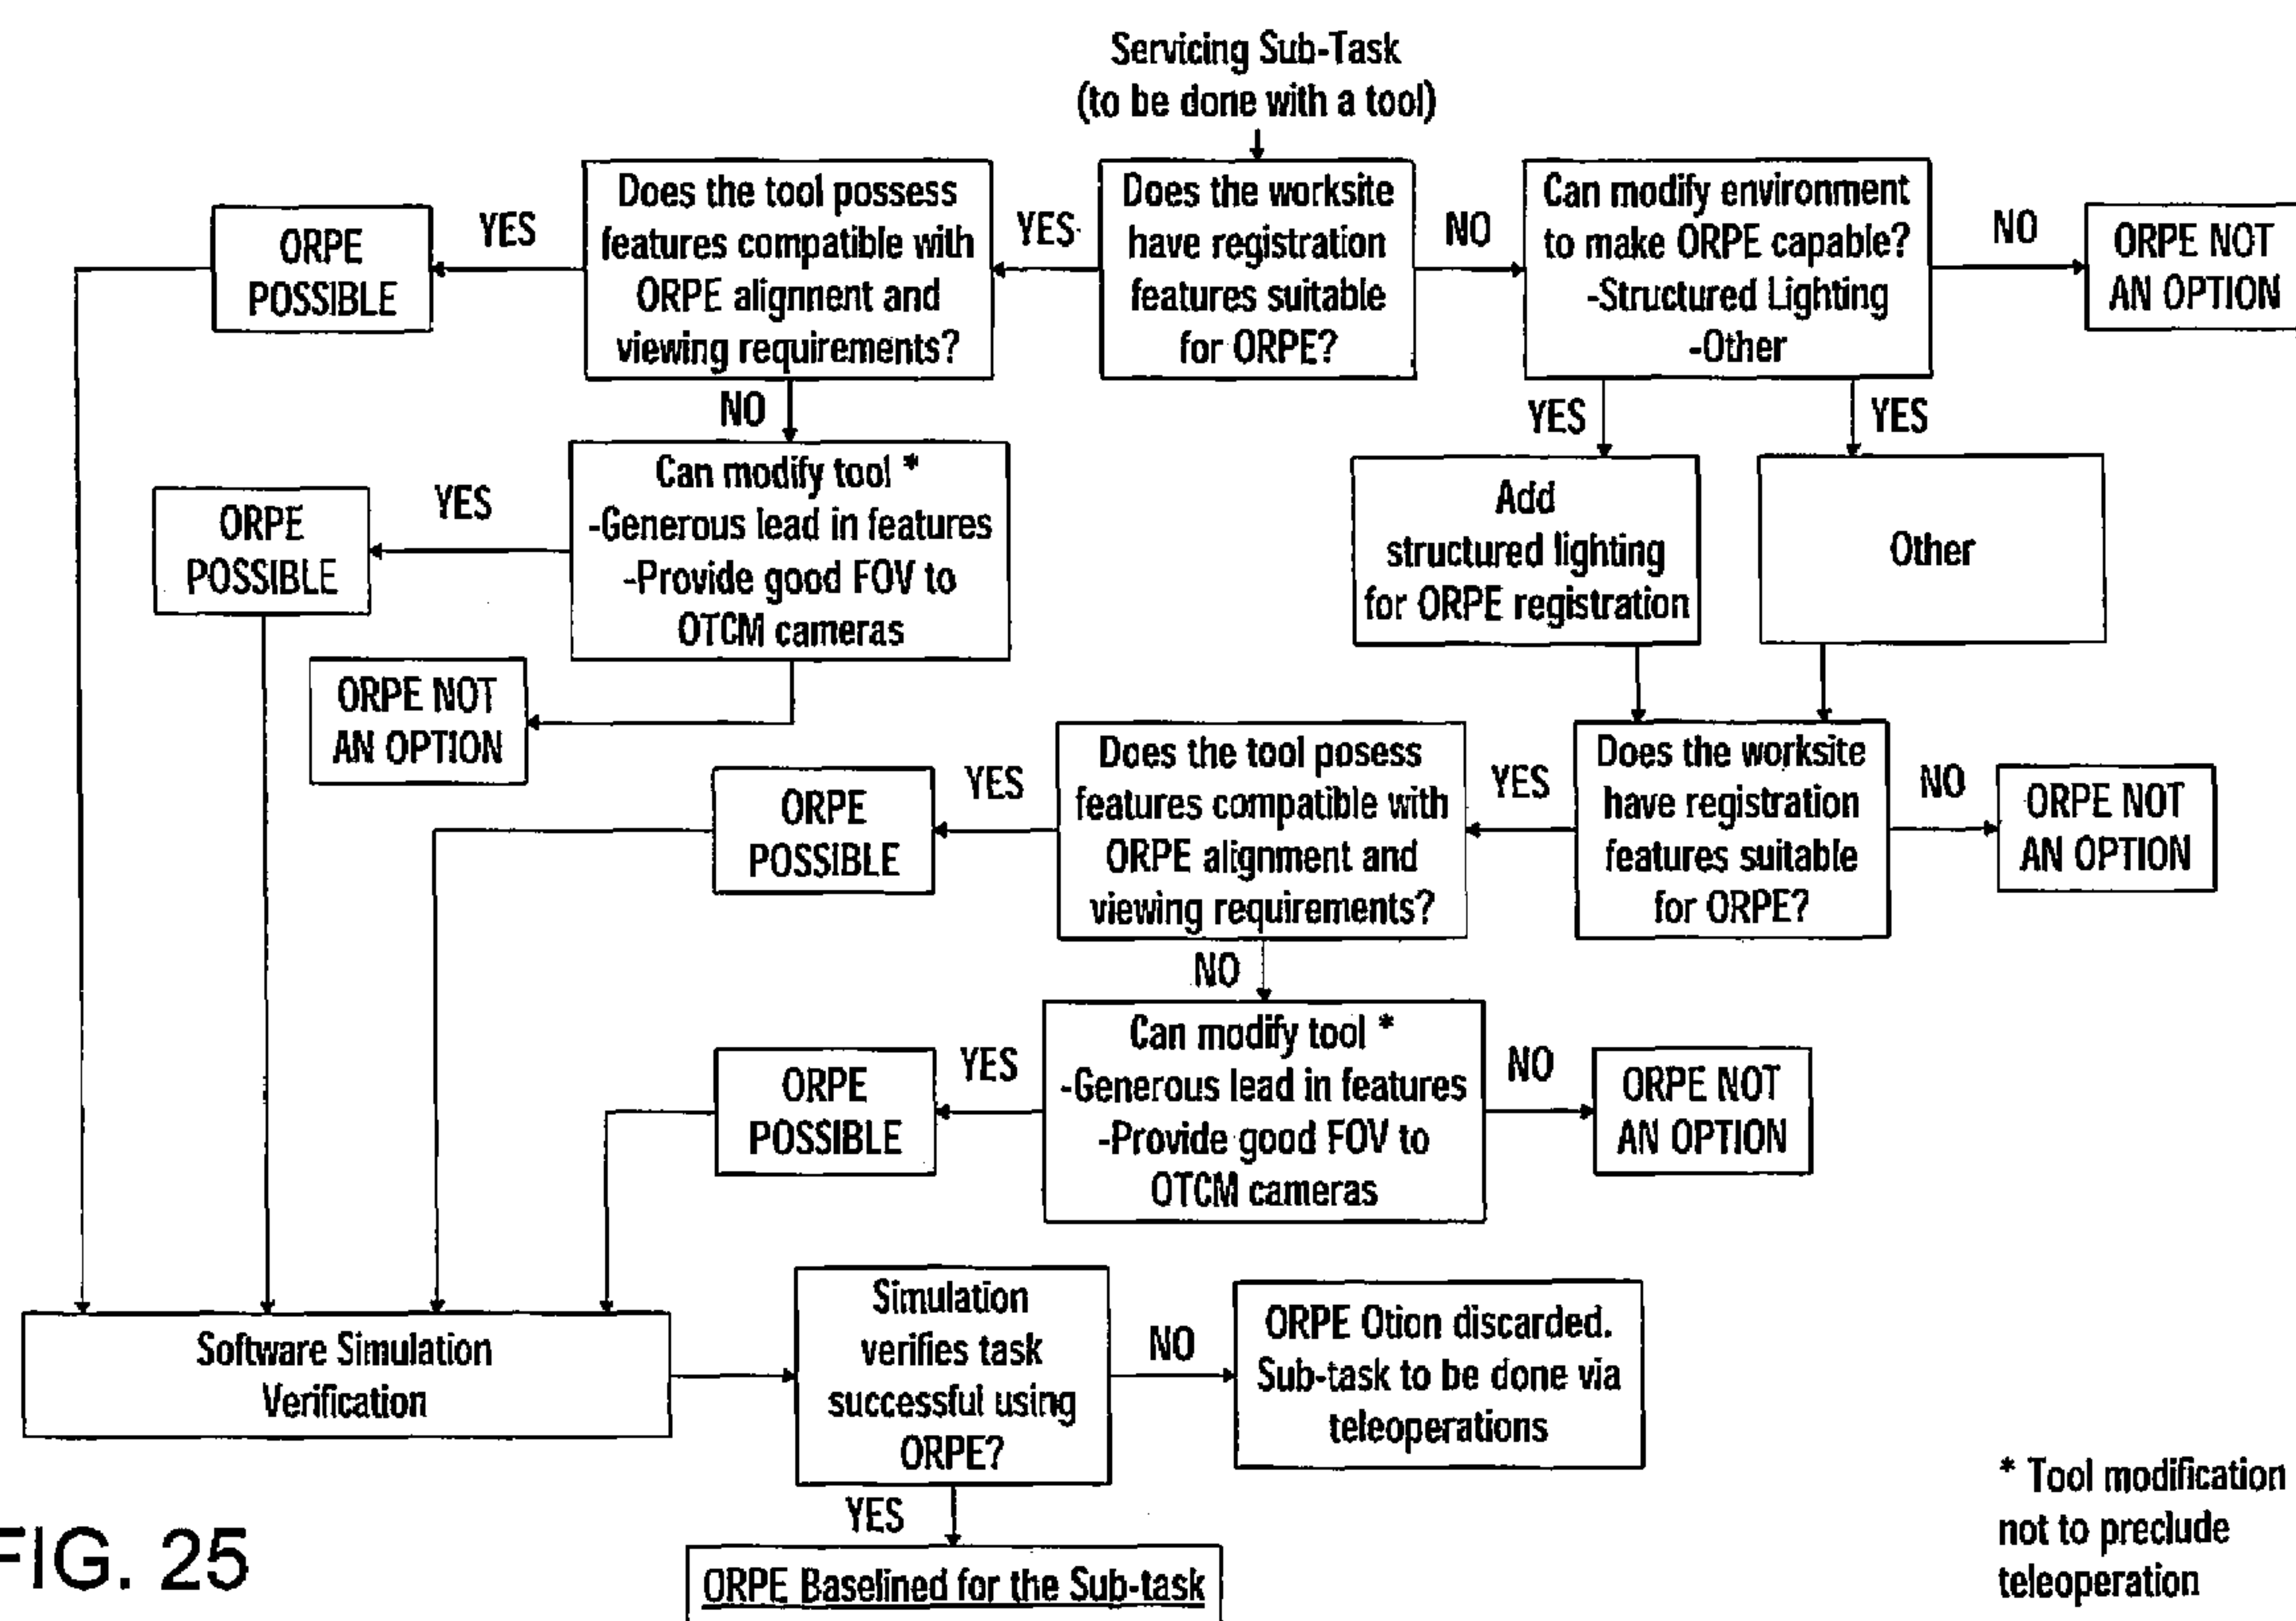 Servicing Sub-Task
(to be done with a tool)
Does the worksite
have registration
features suitable
for ORPE?
YES
NO
Does the tool possess
features compatible with
ORPE alignment and
viewing requirements?
YES
ORPE
POSSIBLE
NO
Can modify environment
to make ORPE capable?
-Structured Lighting
-Other
NO
ORPE NOT
AN OPTION
YES
YES
Can modify tool *
-Generous lead in features
-Provide good FOV to
OTCM cameras
YES
ORPE
POSSIBLE
ORPE NOT
AN OPTION
Add
structured lighting
for ORPE registration
Other
Does the worksite
have registration
features suitable
for ORPE?
NO
ORPE NOT
AN OPTION
YES
Does the tool posess
features compatible with
ORPE alignment and
viewing requirements?
YES
ORPE
POSSIBLE
NO
Can modify tool *
-Generous lead in features
-Provide good FOV to
OTCM cameras
YES
ORPE
POSSIBLE
NO
ORPE NOT
AN OPTION
Software Simulation
Verification
Simulation
verifies task
successful using
ORPE?
NO
ORPE Otion discarded.
Sub-task to be done via
teleoperations
YES
ORPE Baselined for the Sub-task
* Tool modification
not to preclude
teleoperation
FIG. 25